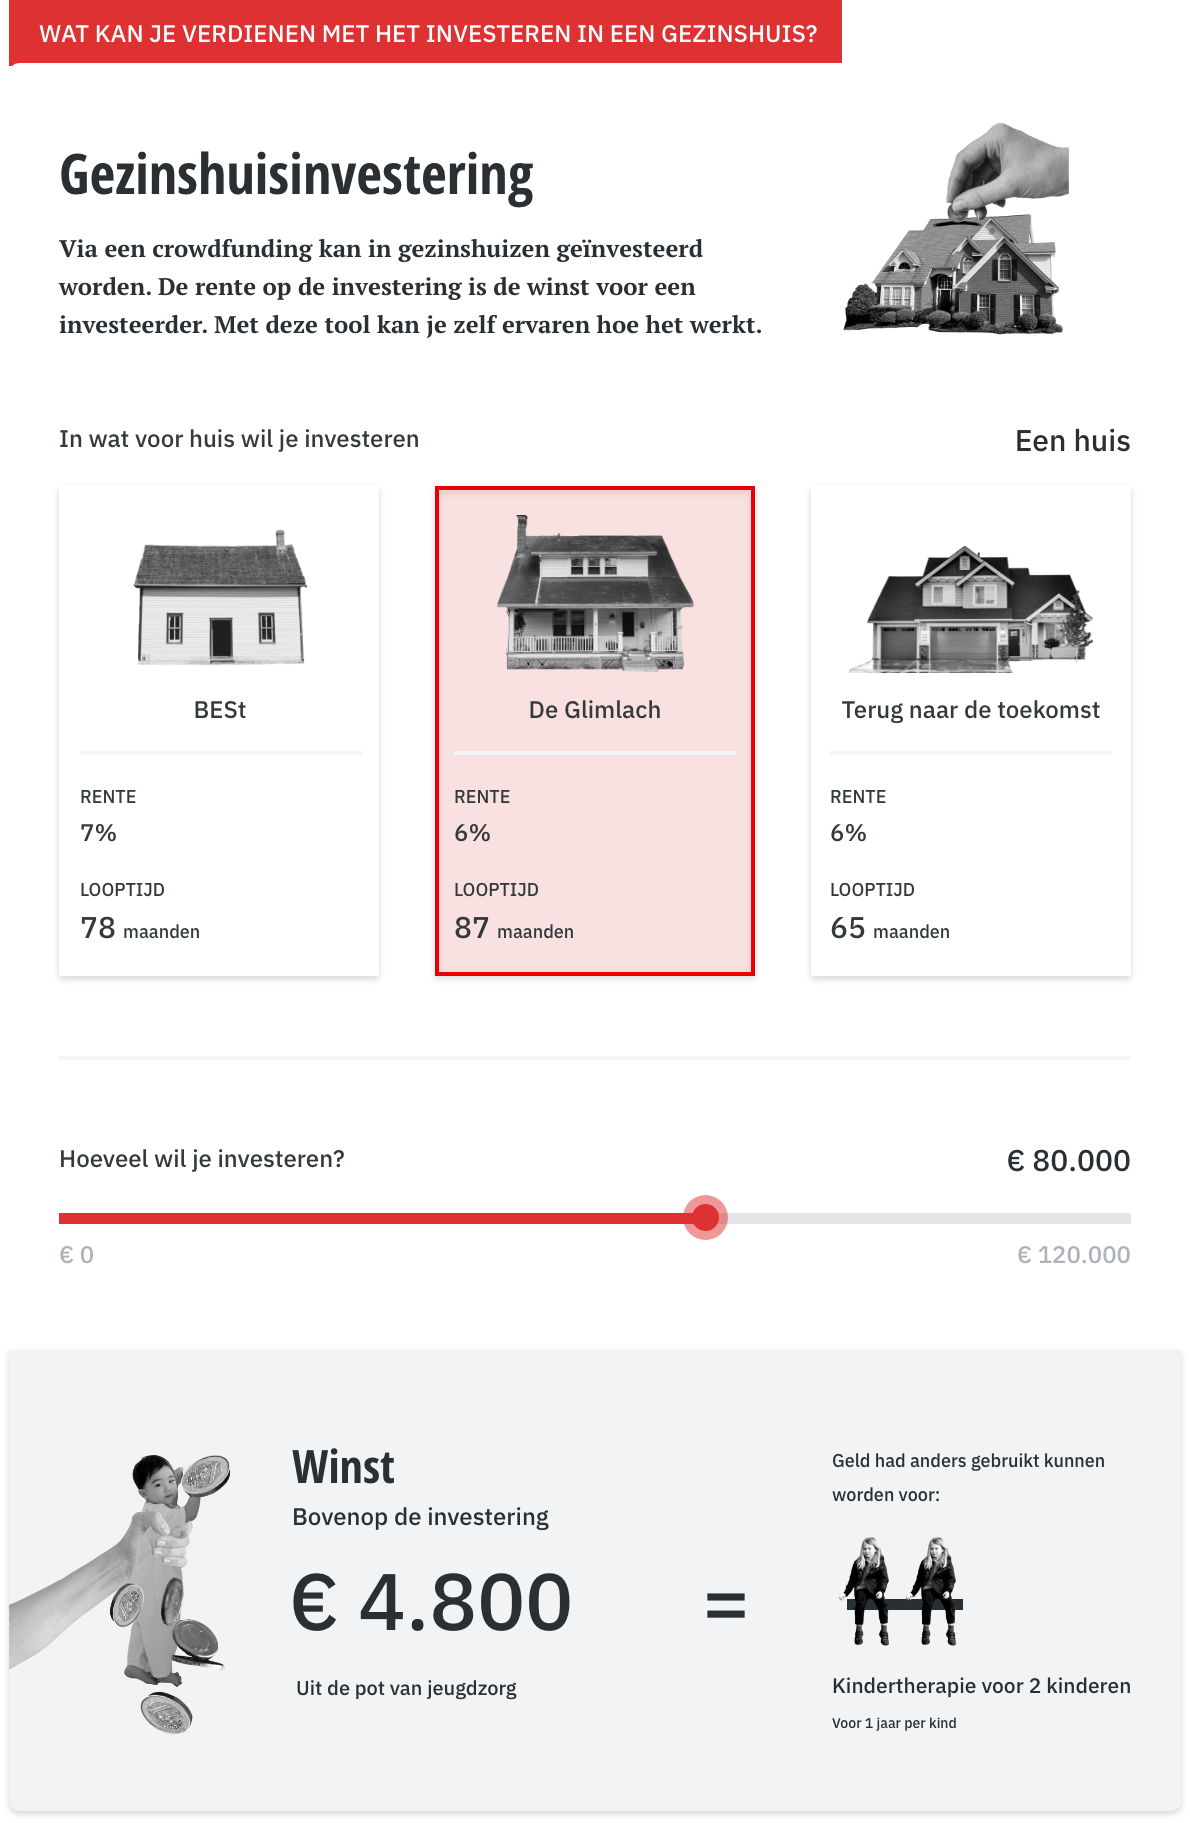 WAT KAN JE VERDIENEN MET HET INVESTEREN IN EEN GEZINSHUIS?
Gezinshuisinvestering
Via een crowdfunding kan in gezinshuizen geïnvesteerd
worden. De rente op de investering is de winst voor een
investeerder. Met deze tool kan je zelf ervaren hoe het werkt.
In wat voor huis wil je investeren
Een huis
BESt
RENTE
7%
LOOPTIJD
78 maanden
De Glimlach
RENTE
6%
LOOPTIJD
87 maanden
Terug naar de toekomst
RENTE
6%
LOOPTIJD
65 maanden
Hoeveel wil je investeren?
€ 80.000
€ 0
€ 120.000
Winst
Bovenop de investering
€ 4.800
Uit de pot van jeugdzorg
=
Geld had anders gebruikt kunnen
worden voor:
Kindertherapie voor 2 kinderen
Voor 1 jaar per kind